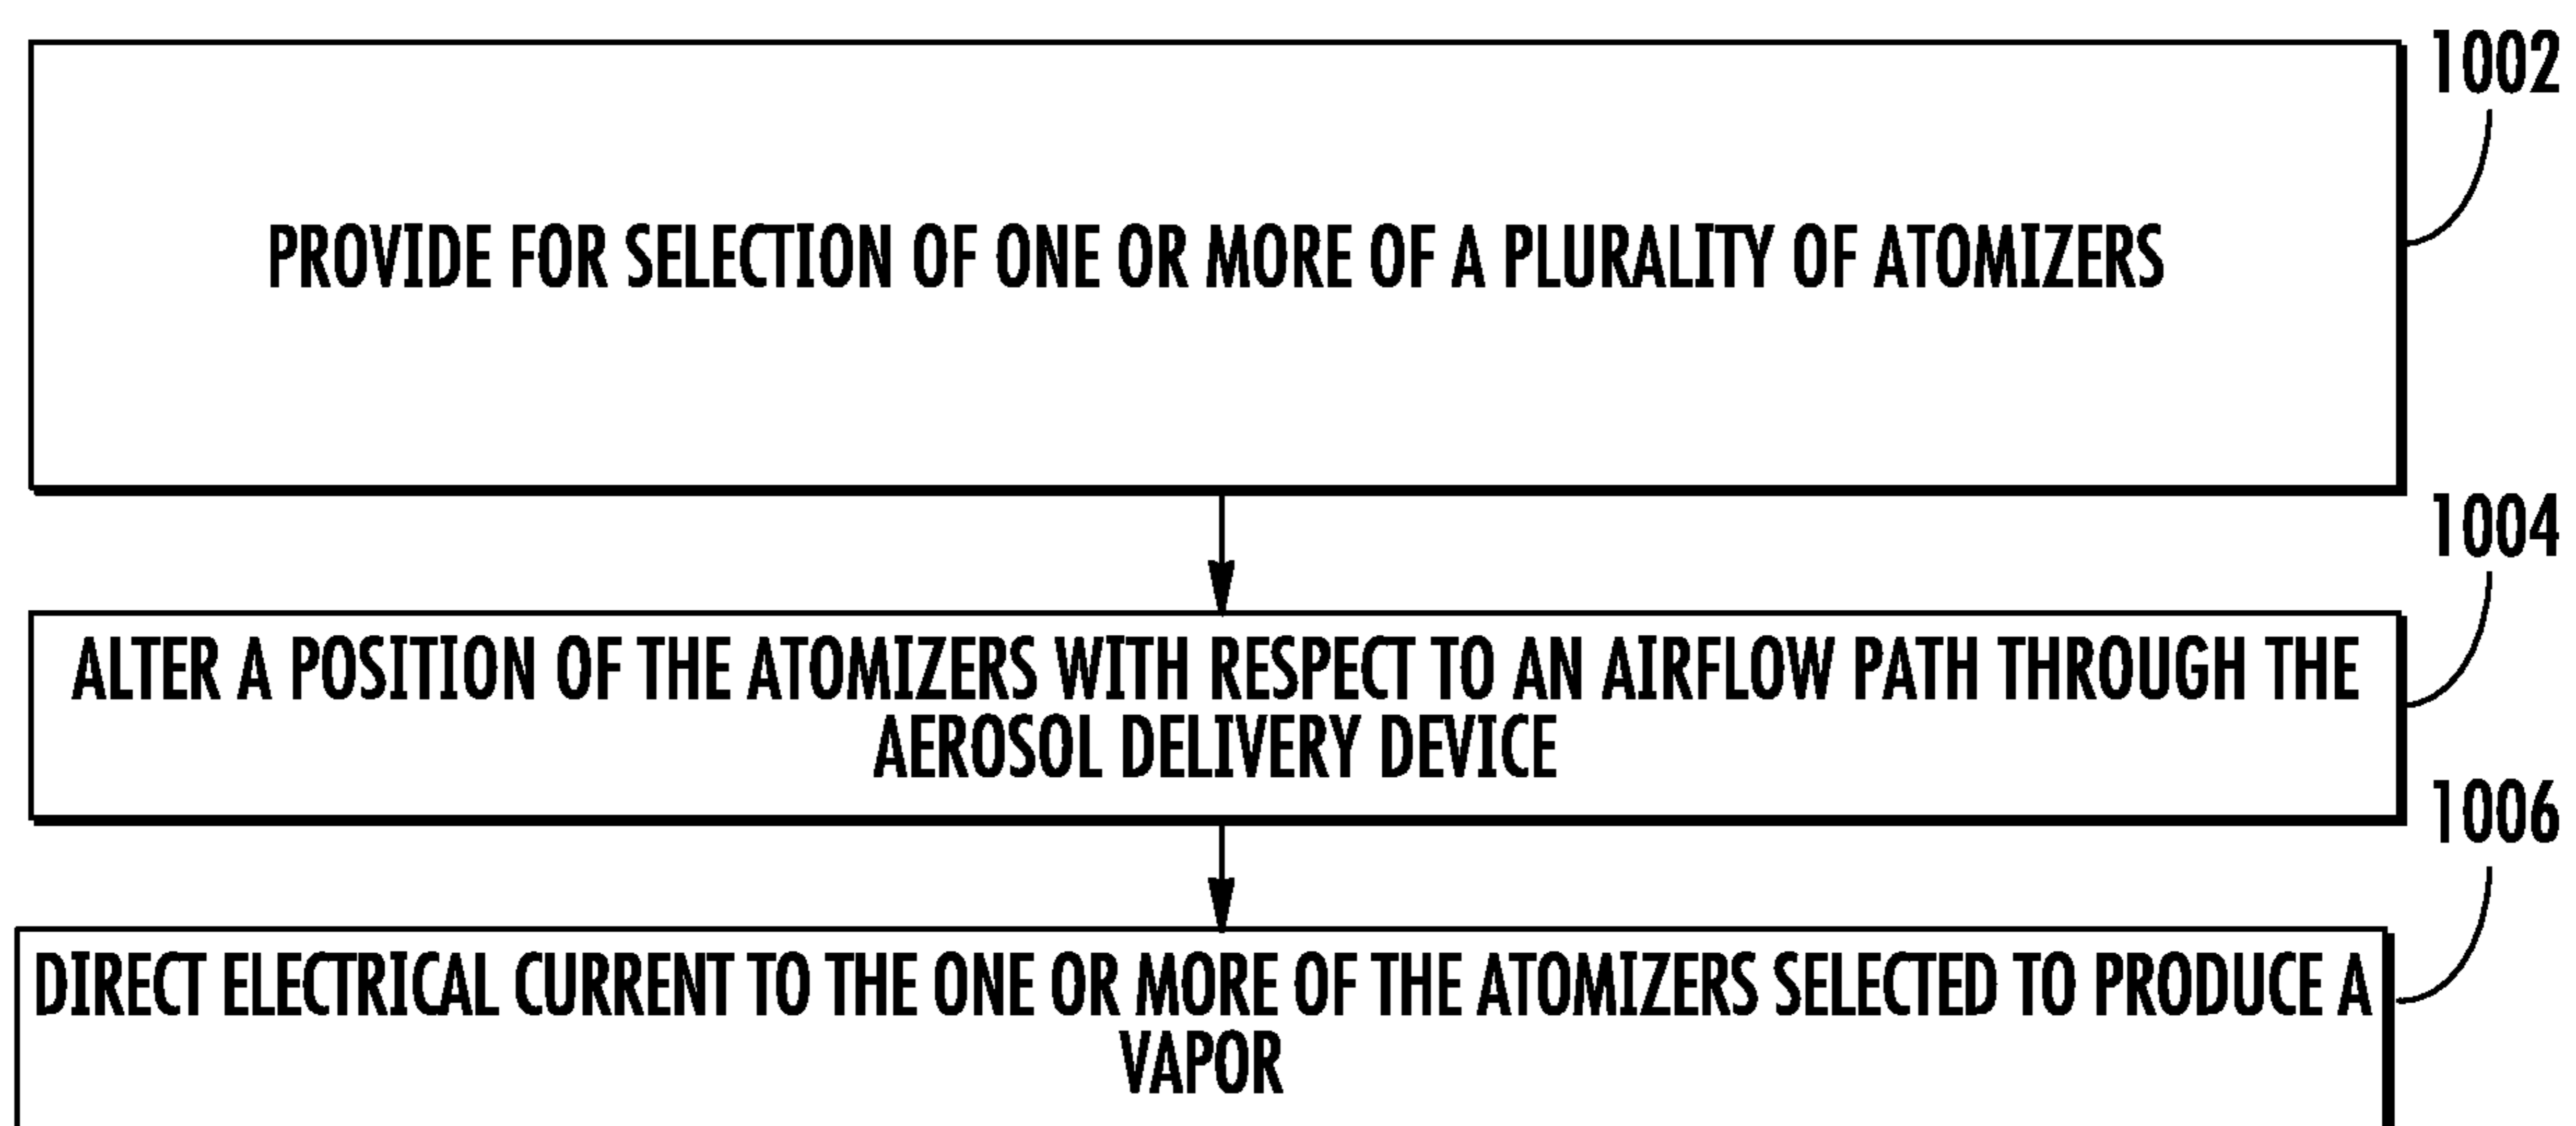 1002
PROVIDE FOR SELECTION OF ONE OR MORE OF A PLURALITY OF ATOMIZERS
1004
ALTER A POSITION OF THE ATOMIZERS WITH RESPECT TO AN AIRFLOW PATH THROUGH THE
AEROSOL DELIVERY DEVICE
1006
DIRECT ELECTRICAL CURRENT TO THE ONE OR MORE OF THE ATOMIZERS SELECTED TO PRODUCE A
VAPOR